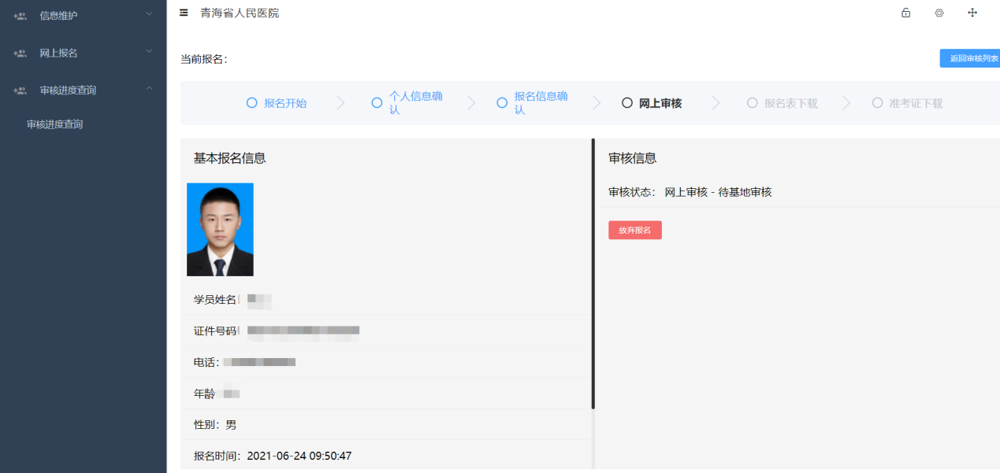 信息维护
网上报名
审核进度查询
审核进度查询
青海省人民医院
当前报名：
返回审核列表
报名开始
个人信息确
认
报名信息确
认
网上审核
报名表下载
准考证下载
基本报名信息
学员姓名
证件号码
电话：
年龄
性别：男
报名时间：2021-06-24 09:50:47
审核信息
审核状态： 网上审核 - 待基地审核
放弃报名